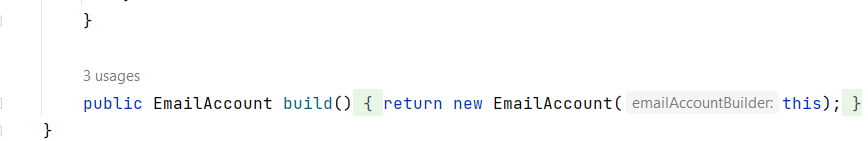 }
3 usages
public EmailAccount build() { return new EmailAccount( emailAccountBuilder: this); }
}